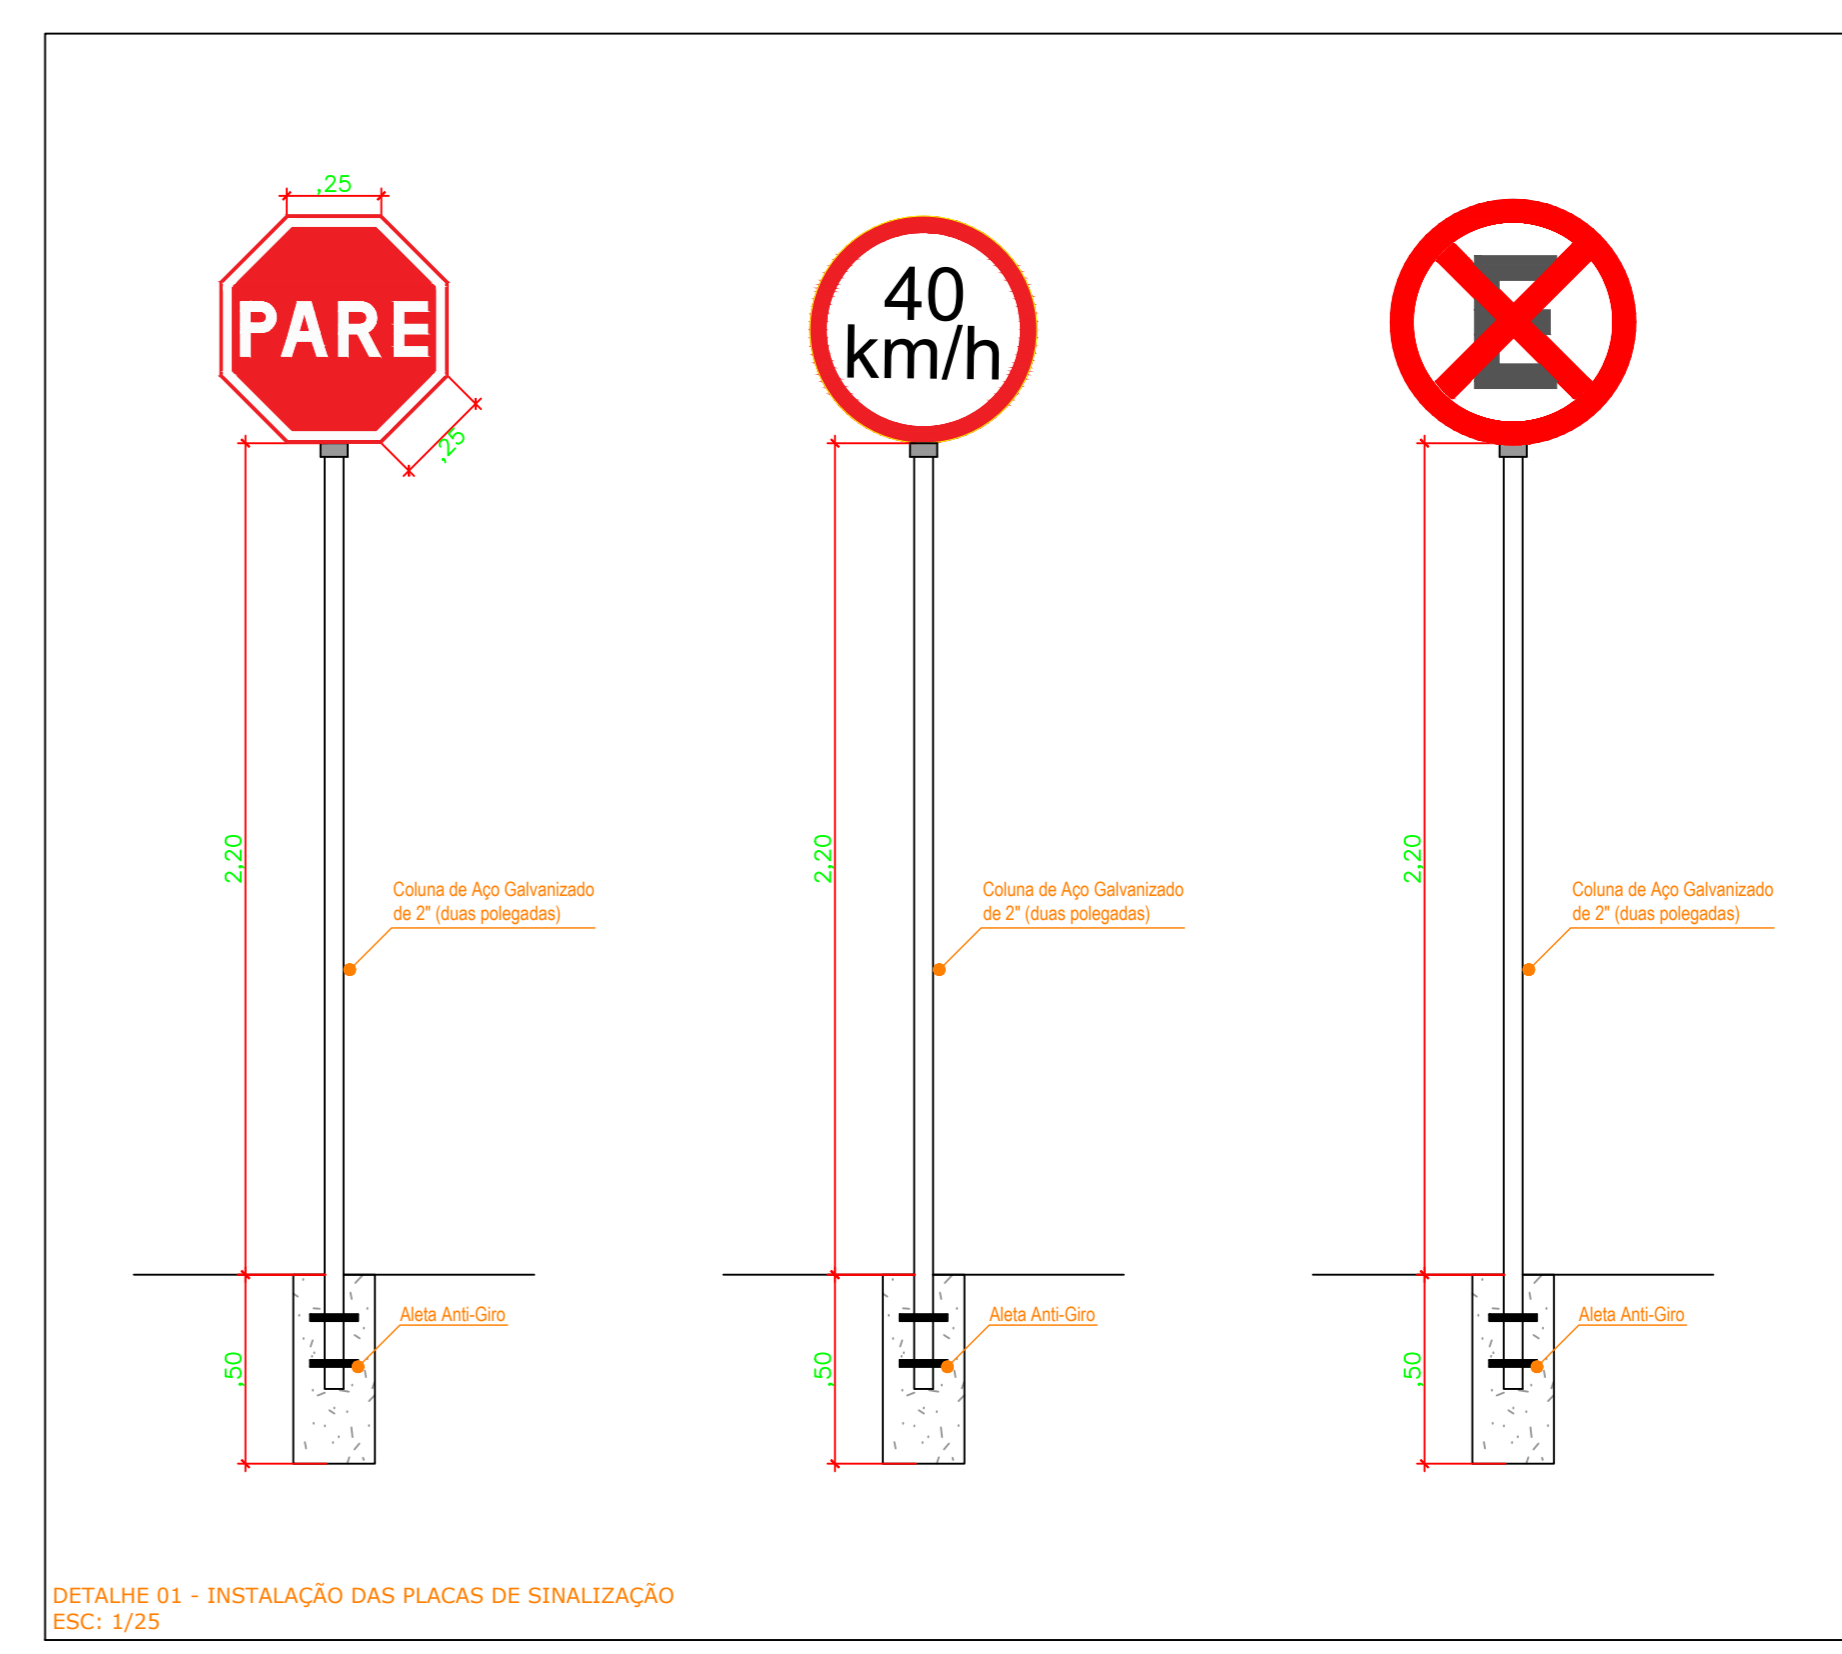 ,25
PARE
,25
40
km/h
E
2,20
2,20
2,20
Coluna de Aço Galvanizado
de 2" (duas polegadas)
Coluna de Aço Galvanizado
de 2" (duas polegadas)
Coluna de Aço Galvanizado
de 2" (duas polegadas)
Aleta Anti-Giro
Aleta Anti-Giro
Aleta Anti-Giro
,50
,50
,50
DETALHE 01 - INSTALAÇÃO DAS PLACAS DE SINALIZAÇÃO
ESC: 1/25